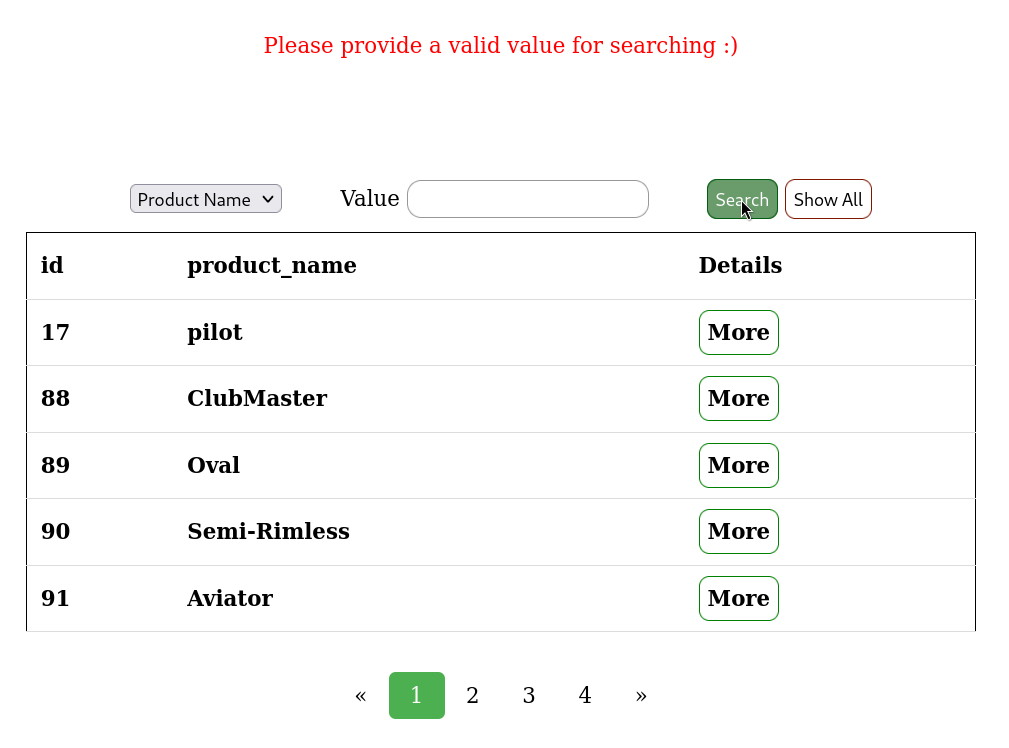 Please provide a valid value for searching :)
Product Name Value Search Show All
id product_name Details
17 pilot More
88 ClubMaster More
89 Oval More
90 Semi-Rimless More
91 Aviator More
« 1 2 3 4 »